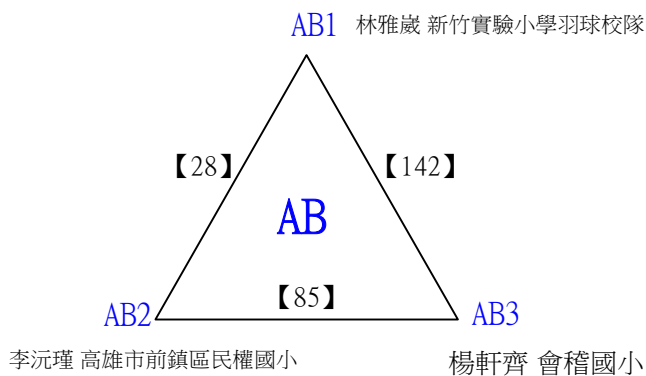 AB1 林雅崴 新竹實驗小學羽球校隊
【28】 【142】
AB
【85】
AB2 AB3
李沅瑾 高雄市前鎮區民權國小 楊軒齊 會稽國小